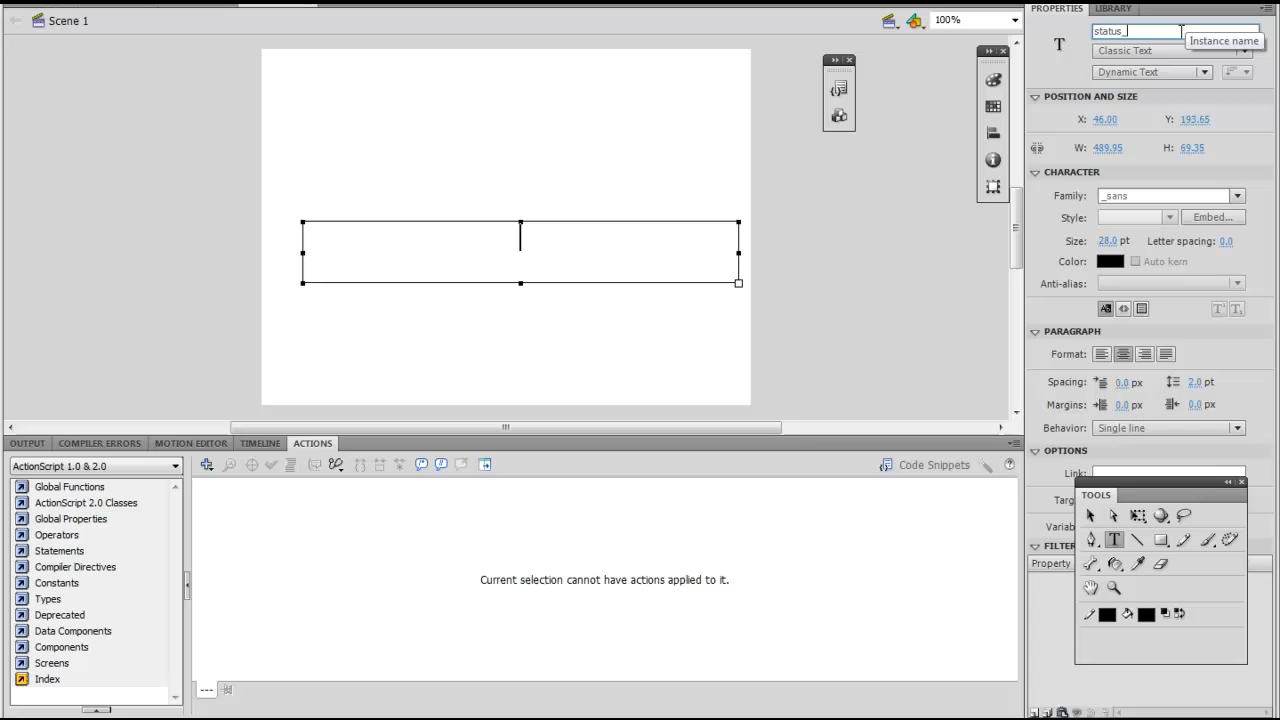 Scene 1
100%
PROPERTIES LIBRARY
status_
Instance name
T
Classic Text
Dynamic Text
POSITION AND SIZE
X: 46.00 Y: 193.65
W: 489.95 H: 69.35
CHARACTER
Family: _sans
Style: Embed...
Size: 28.0 pt Letter spacing: 0.0
Color: Auto kern
Anti-alias:
PARAGRAPH
Format:
Spacing: 0.0 px 2.0 pt
Margins: 0.0 px 0.0 px
Behavior: Single line
OPTIONS
Link:
Targ
Variab
FILTER
Property
TOOLS
OUTPUT COMPILER ERRORS MOTION EDITOR TIMELINE ACTIONS
ActionScript 1.0 & 2.0
Code Snippets
Global Functions
ActionScript 2.0 Classes
Global Properties
Operators
Statements
Compiler Directives
Constants
Types
Deprecated
Data Components
Components
Screens
Index
Current selection cannot have actions applied to it.